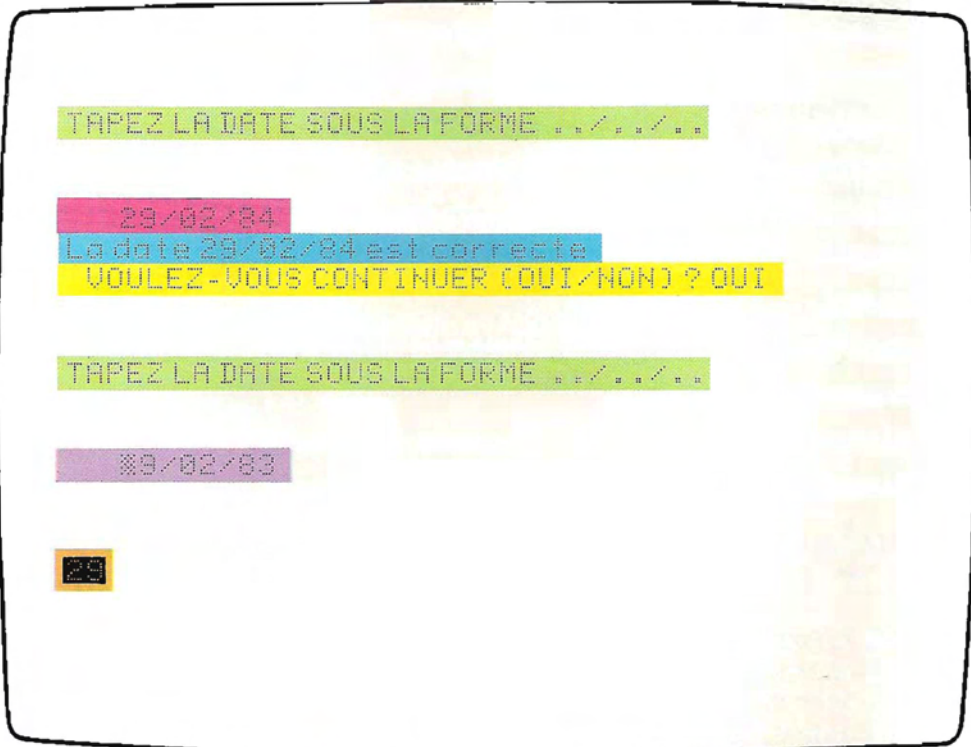 TAPEZ LA DATE SOUS LA FORME ../../..
29/02/84
La date 29/02/84 est correcte
VOULEZ-VOUS CONTINUER (OUI/NON) ? OUI
TAPEZ LA DATE SOUS LA FORME ../../..
▒9/02/83
29